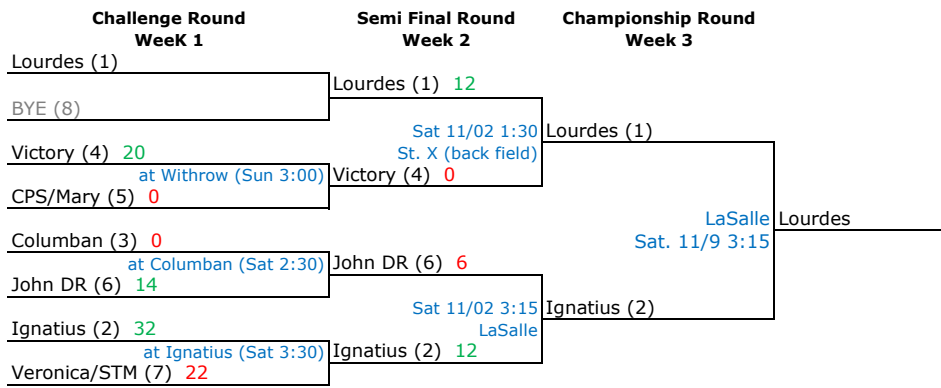 Challenge Round
WeeK 1
Semi Final Round
Week 2
Championship Round
Week 3
Lourdes (1)
BYE (8)
Victory (4) 20
at Withrow (Sun 3:00)
CPS/Mary (5) 0
Columban (3) 0
at Columban (Sat 2:30)
John DR (6) 14
Ignatius (2) 32
at Ignatius (Sat 3:30)
Veronica/STM (7) 22
Lourdes (1) 12
Sat 11/02 1:30
St. X (back field)
Victory (4) 0
John DR (6) 6
Sat 11/02 3:15
LaSalle
Ignatius (2) 12
Lourdes (1)
LaSalle
Sat. 11/9 3:15
Ignatius (2)
Lourdes